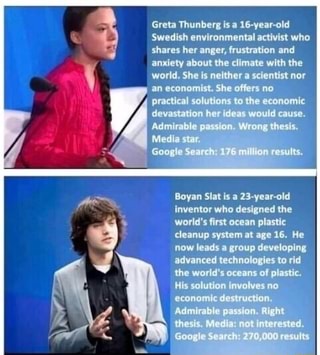 Greta Thunberg is a 16-year-old
Swedish environmental activist who
shares her anger, frustration and
anxiety about the climate with the
world. She is neither a scientist nor
an economist. She offers no
practical solutions to the economic
devastation her ideas would cause.
Admirable passion. Wrong thesis.
Media star.
Google Search: 176 million results.
Boyan Slat is a 23-year-old
inventor who designed the
world's first ocean plastic
cleanup system at age 16. He
now leads a group developing
advanced technologies to rid
the world's oceans of plastic.
His solution involves no
economic destruction.
Admirable passion. Right
thesis. Media: not interested.
Google Search: 270,000 results